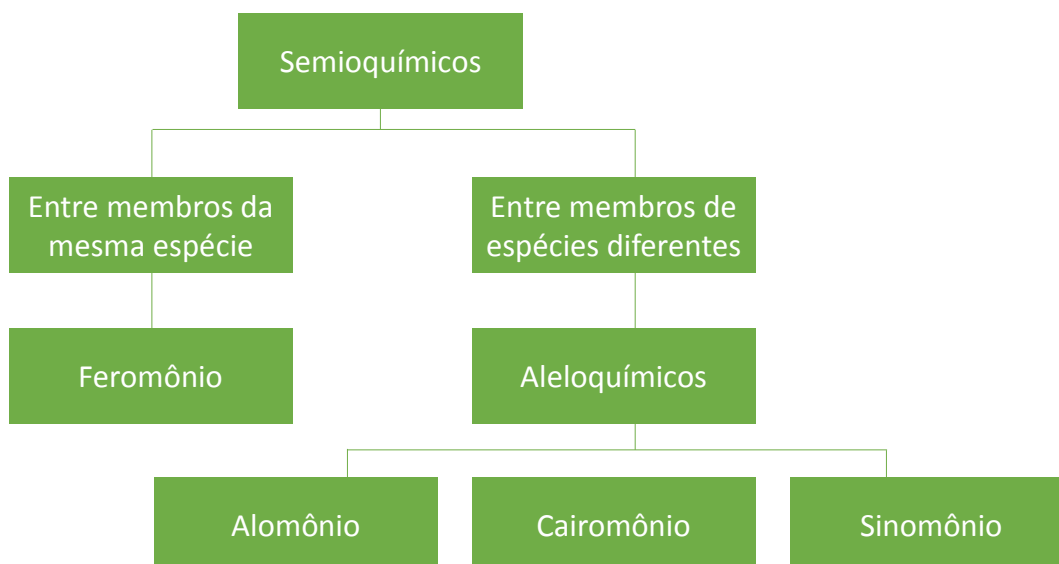 Semioquímicos
Entre membros da
mesma espécie
Entre membros de
espécies diferentes
Feromônio
Aleloquímicos
Alomônio
Cairomônio
Sinomônio